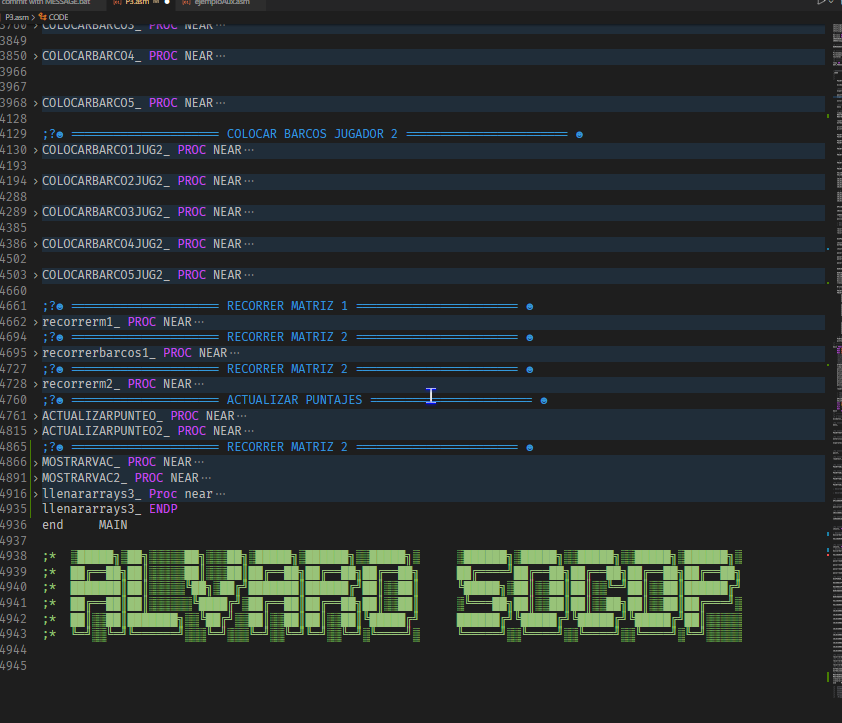 commit with MESSAGE.bat P3.asm M ● ejemploAux.asm
P3.asm > CODE
3760 > COLOCARBARCO3_ PROC NEAR ···
3849
3850 > COLOCARBARCO4_ PROC NEAR ···
3966
3967
3968 > COLOCARBARCO5_ PROC NEAR ···
4128
4129 ;?☻ ════════════════════ COLOCAR BARCOS JUGADOR 2 ══════════════════════ ☻
4130 > COLOCARBARCO1JUG2_ PROC NEAR ···
4193
4194 > COLOCARBARCO2JUG2_ PROC NEAR ···
4288
4289 > COLOCARBARCO3JUG2_ PROC NEAR ···
4385
4386 > COLOCARBARCO4JUG2_ PROC NEAR ···
4502
4503 > COLOCARBARCO5JUG2_ PROC NEAR ···
4660
4661 ;?☻ ════════════════════ RECORRER MATRIZ 1 ══════════════════════ ☻
4662 > recorrerm1_ PROC NEAR ···
4694 ;?☻ ════════════════════ RECORRER MATRIZ 2 ══════════════════════ ☻
4695 > recorrerbarcos1_ PROC NEAR ···
4727 ;?☻ ════════════════════ RECORRER MATRIZ 2 ══════════════════════ ☻
4728 > recorrerm2_ PROC NEAR ···
4760 ;?☻ ════════════════════ ACTUALIZAR PUNTAJES ══════════════════════ ☻
4761 > ACTUALIZARPUNTEO_ PROC NEAR ···
4815 > ACTUALIZARPUNTEO2_ PROC NEAR ···
4865 ;?☻ ════════════════════ RECORRER MATRIZ 2 ══════════════════════ ☻
4866 > MOSTRARVAC_ PROC NEAR ···
4891 > MOSTRARVAC2_ PROC NEAR ···
4916 > llenararrays3_ Proc near ···
4935 llenararrays3_ ENDP
4936 end MAIN
4937
4938 ;*
4939 ;*
4940 ;* ALVARO SOCOP
4941 ;*
4942 ;*
4943 ;*
4944
4945